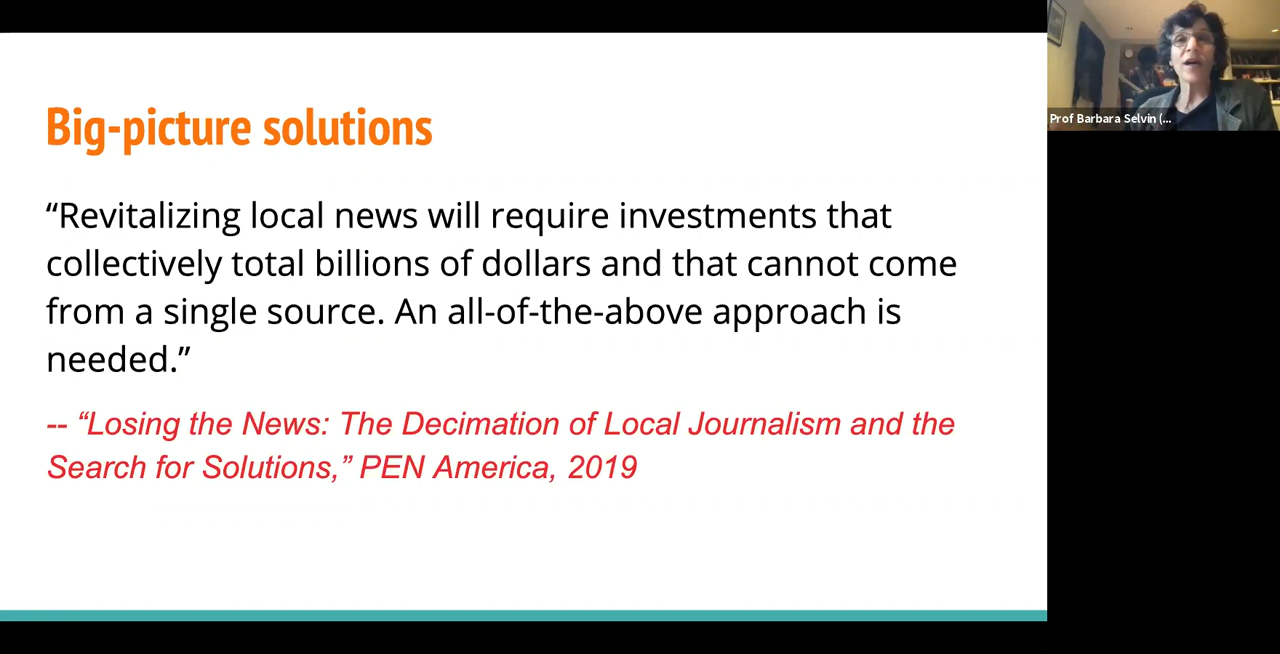 Big-picture solutions
“Revitalizing local news will require investments that
collectively total billions of dollars and that cannot come
from a single source. An all-of-the-above approach is
needed.”
-- “Losing the News: The Decimation of Local Journalism and the
Search for Solutions,” PEN America, 2019
Prof Barbara Selvin (...